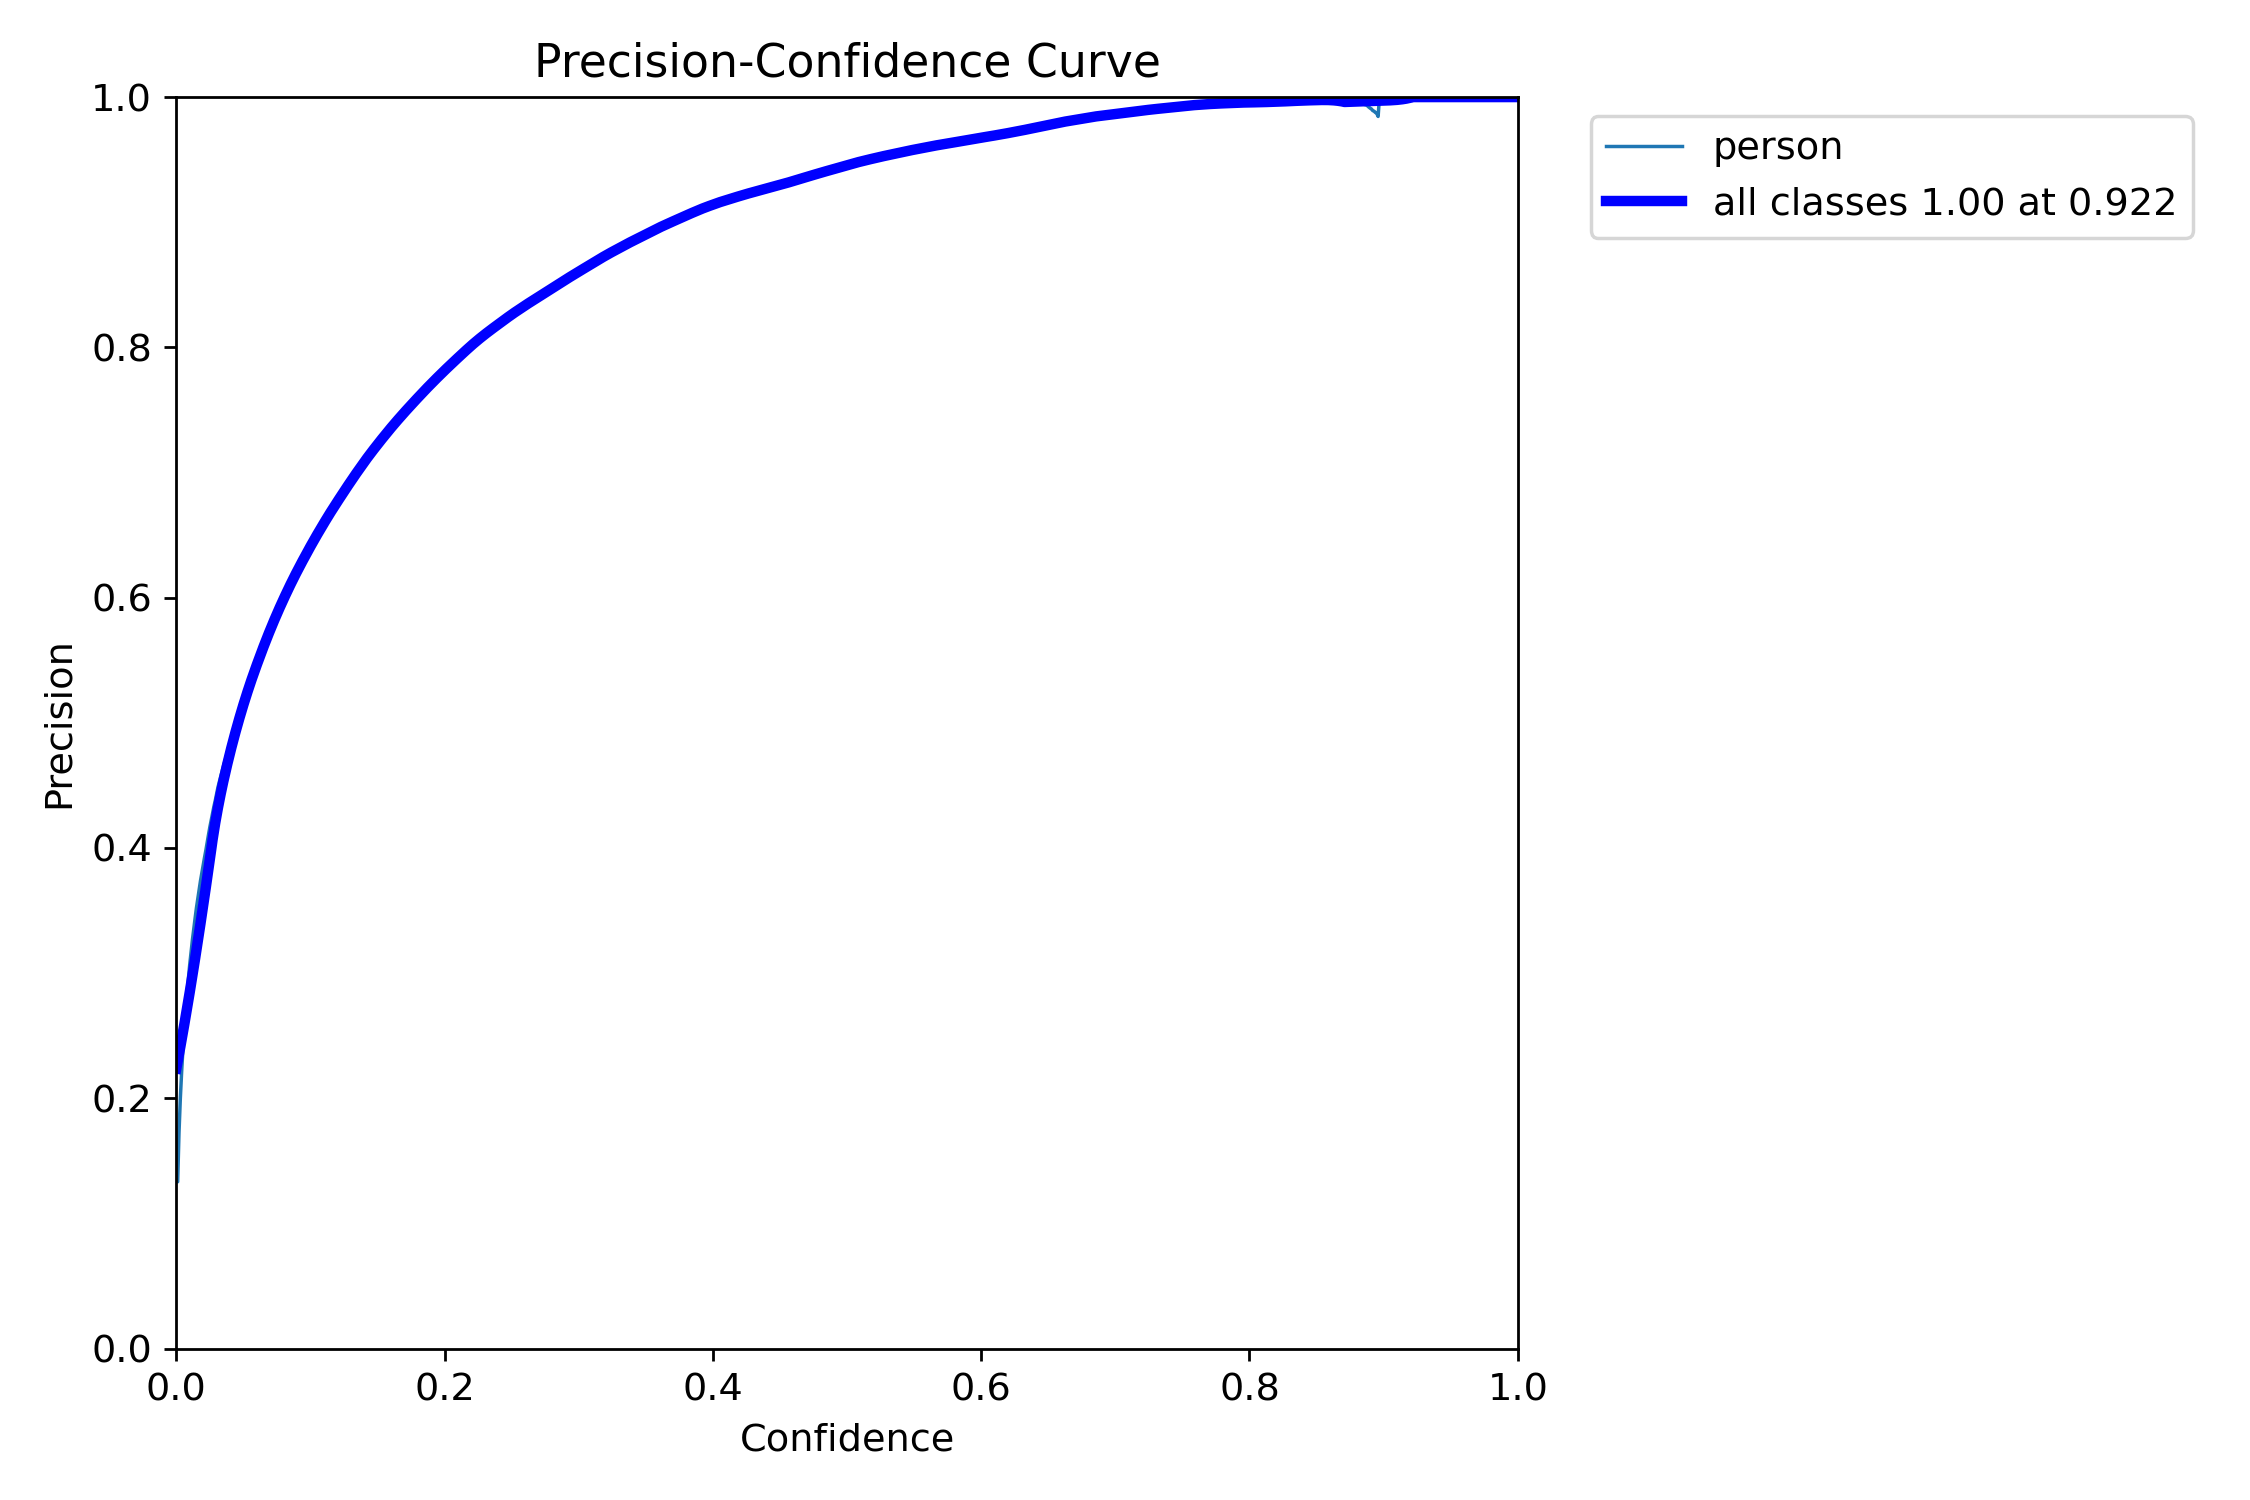 Precision-Confidence Curve
1.0
0.8
0.6
0.4
0.2
0.0
Precision
0.0 0.2 0.4 0.6 0.8 1.0
Confidence
person
all classes 1.00 at 0.922